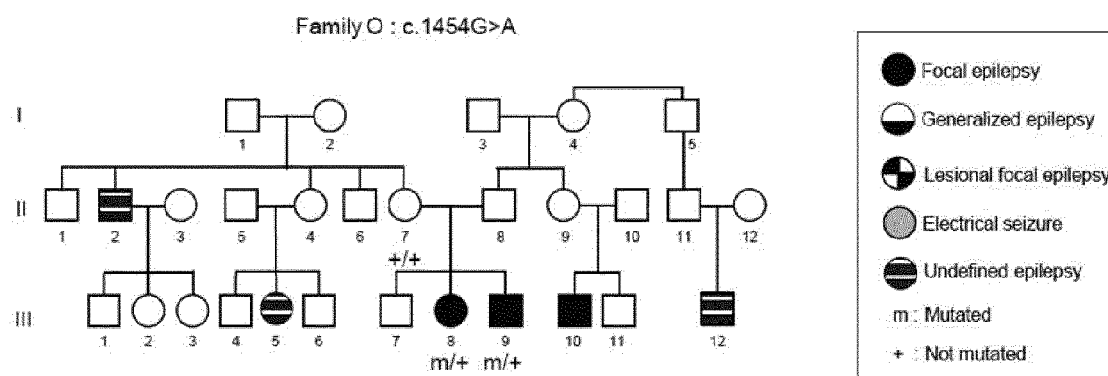 Family O : c.1454G>A
I
1 2 3 4 5
II
1 2 3 5 4 6 7 8 9 10 11 12
+/+
III
1 2 3 4 5 6 7 8 9 10 11 12
m/+ m/+
Focal epilepsy
Generalized epilepsy
Lesional focal epilepsy
Electrical seizure
Undefined epilepsy
m : Mutated
+ : Not mutated